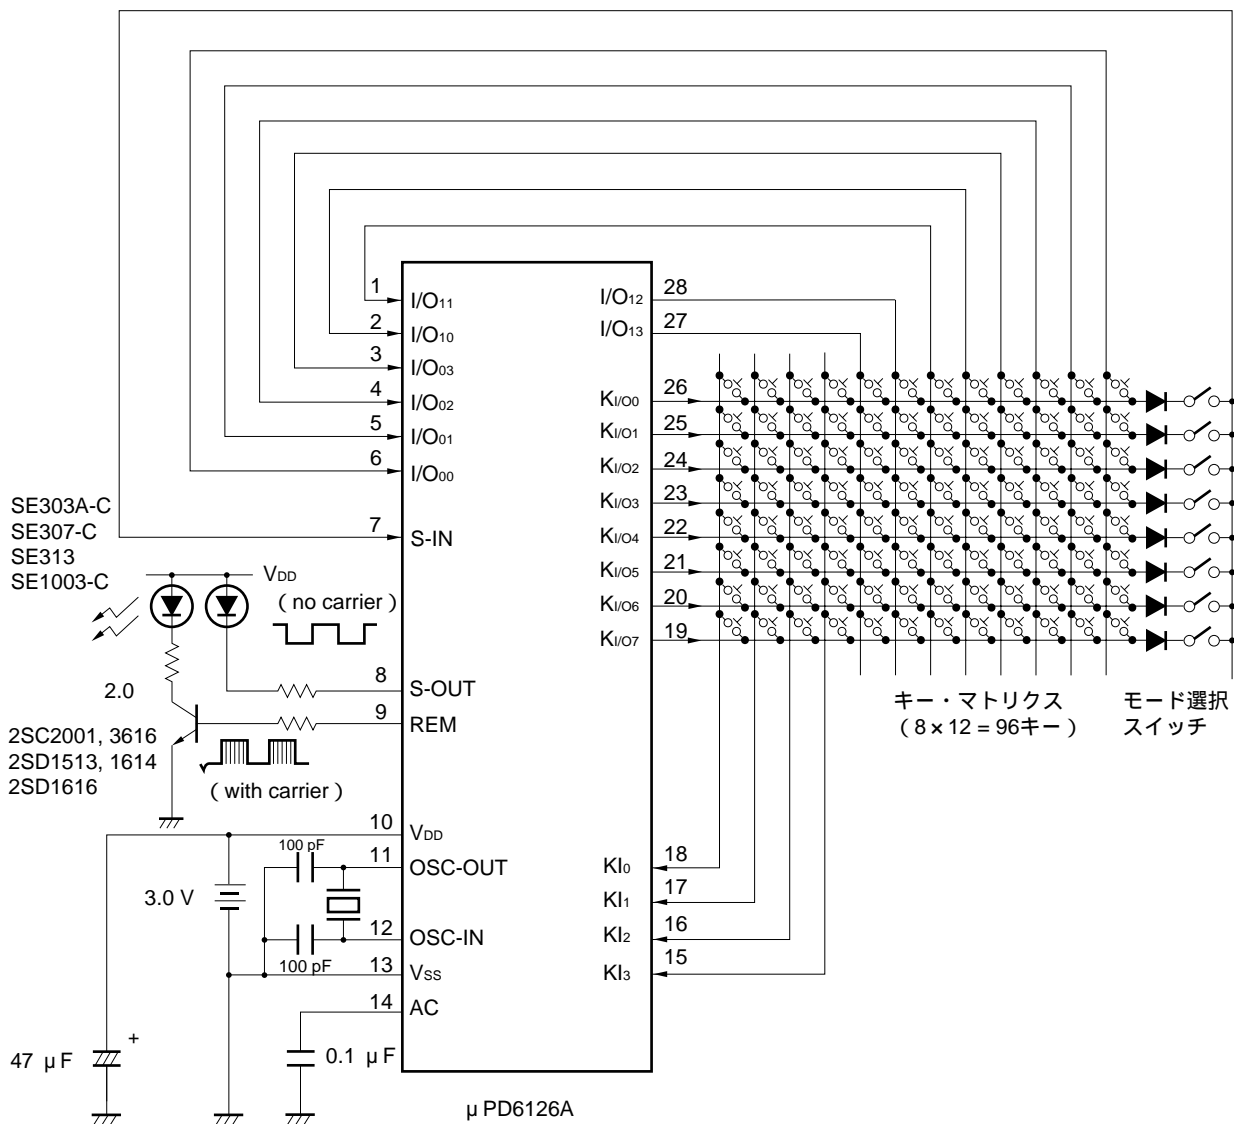 1
I/O11
2
I/O10
3
I/O03
4
I/O02
5
I/O01
6
I/O00
7
S-IN
8
S-OUT
9
REM
10
VDD
11
OSC-OUT
12
OSC-IN
13
VSS
14
AC
28
I/O12
27
I/O13
26
KI/O0
25
KI/O1
24
KI/O2
23
KI/O3
22
KI/O4
21
KI/O5
20
KI/O6
19
KI/O7
18
KI0
17
KI1
16
KI2
15
KI3
SE303A-C
SE307-C
SE313
SE1003-C
VDD
( no carrier )
2.0
2SC2001, 3616
2SD1513, 1614
2SD1616
( with carrier )
100 pF
3.0 V
100 pF
+
47 μF
0.1 μF
キー・マトリクス
( 8 × 12 = 96キー )
モード選択
スイッチ
μPD6126A